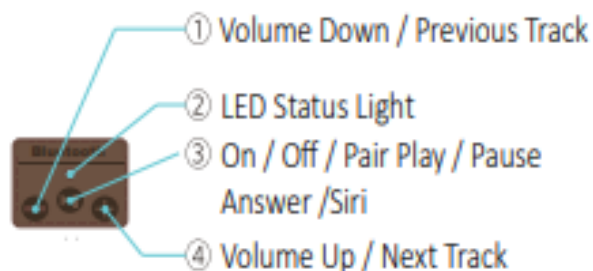 ① Volume Down / Previous Track
② LED Status Light
Bluetooth
③ On / Off / Pair Play / Pause
Answer /Siri
④ Volume Up / Next Track